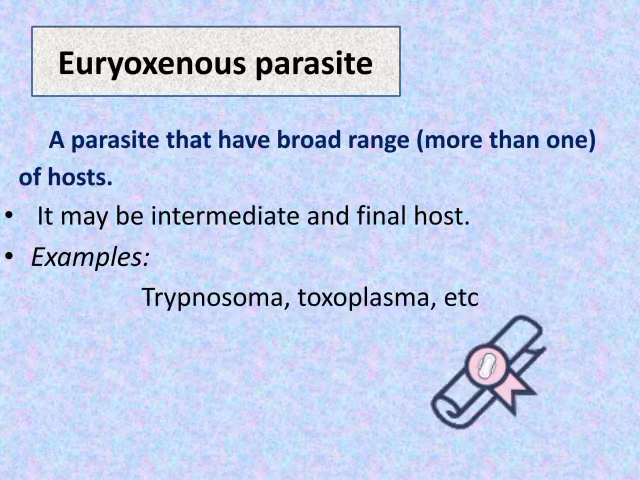 Euryoxenous parasite
A parasite that have broad range (more than one)
of hosts.
• It may be intermediate and final host.
• Examples:
Trypnosoma, toxoplasma, etc